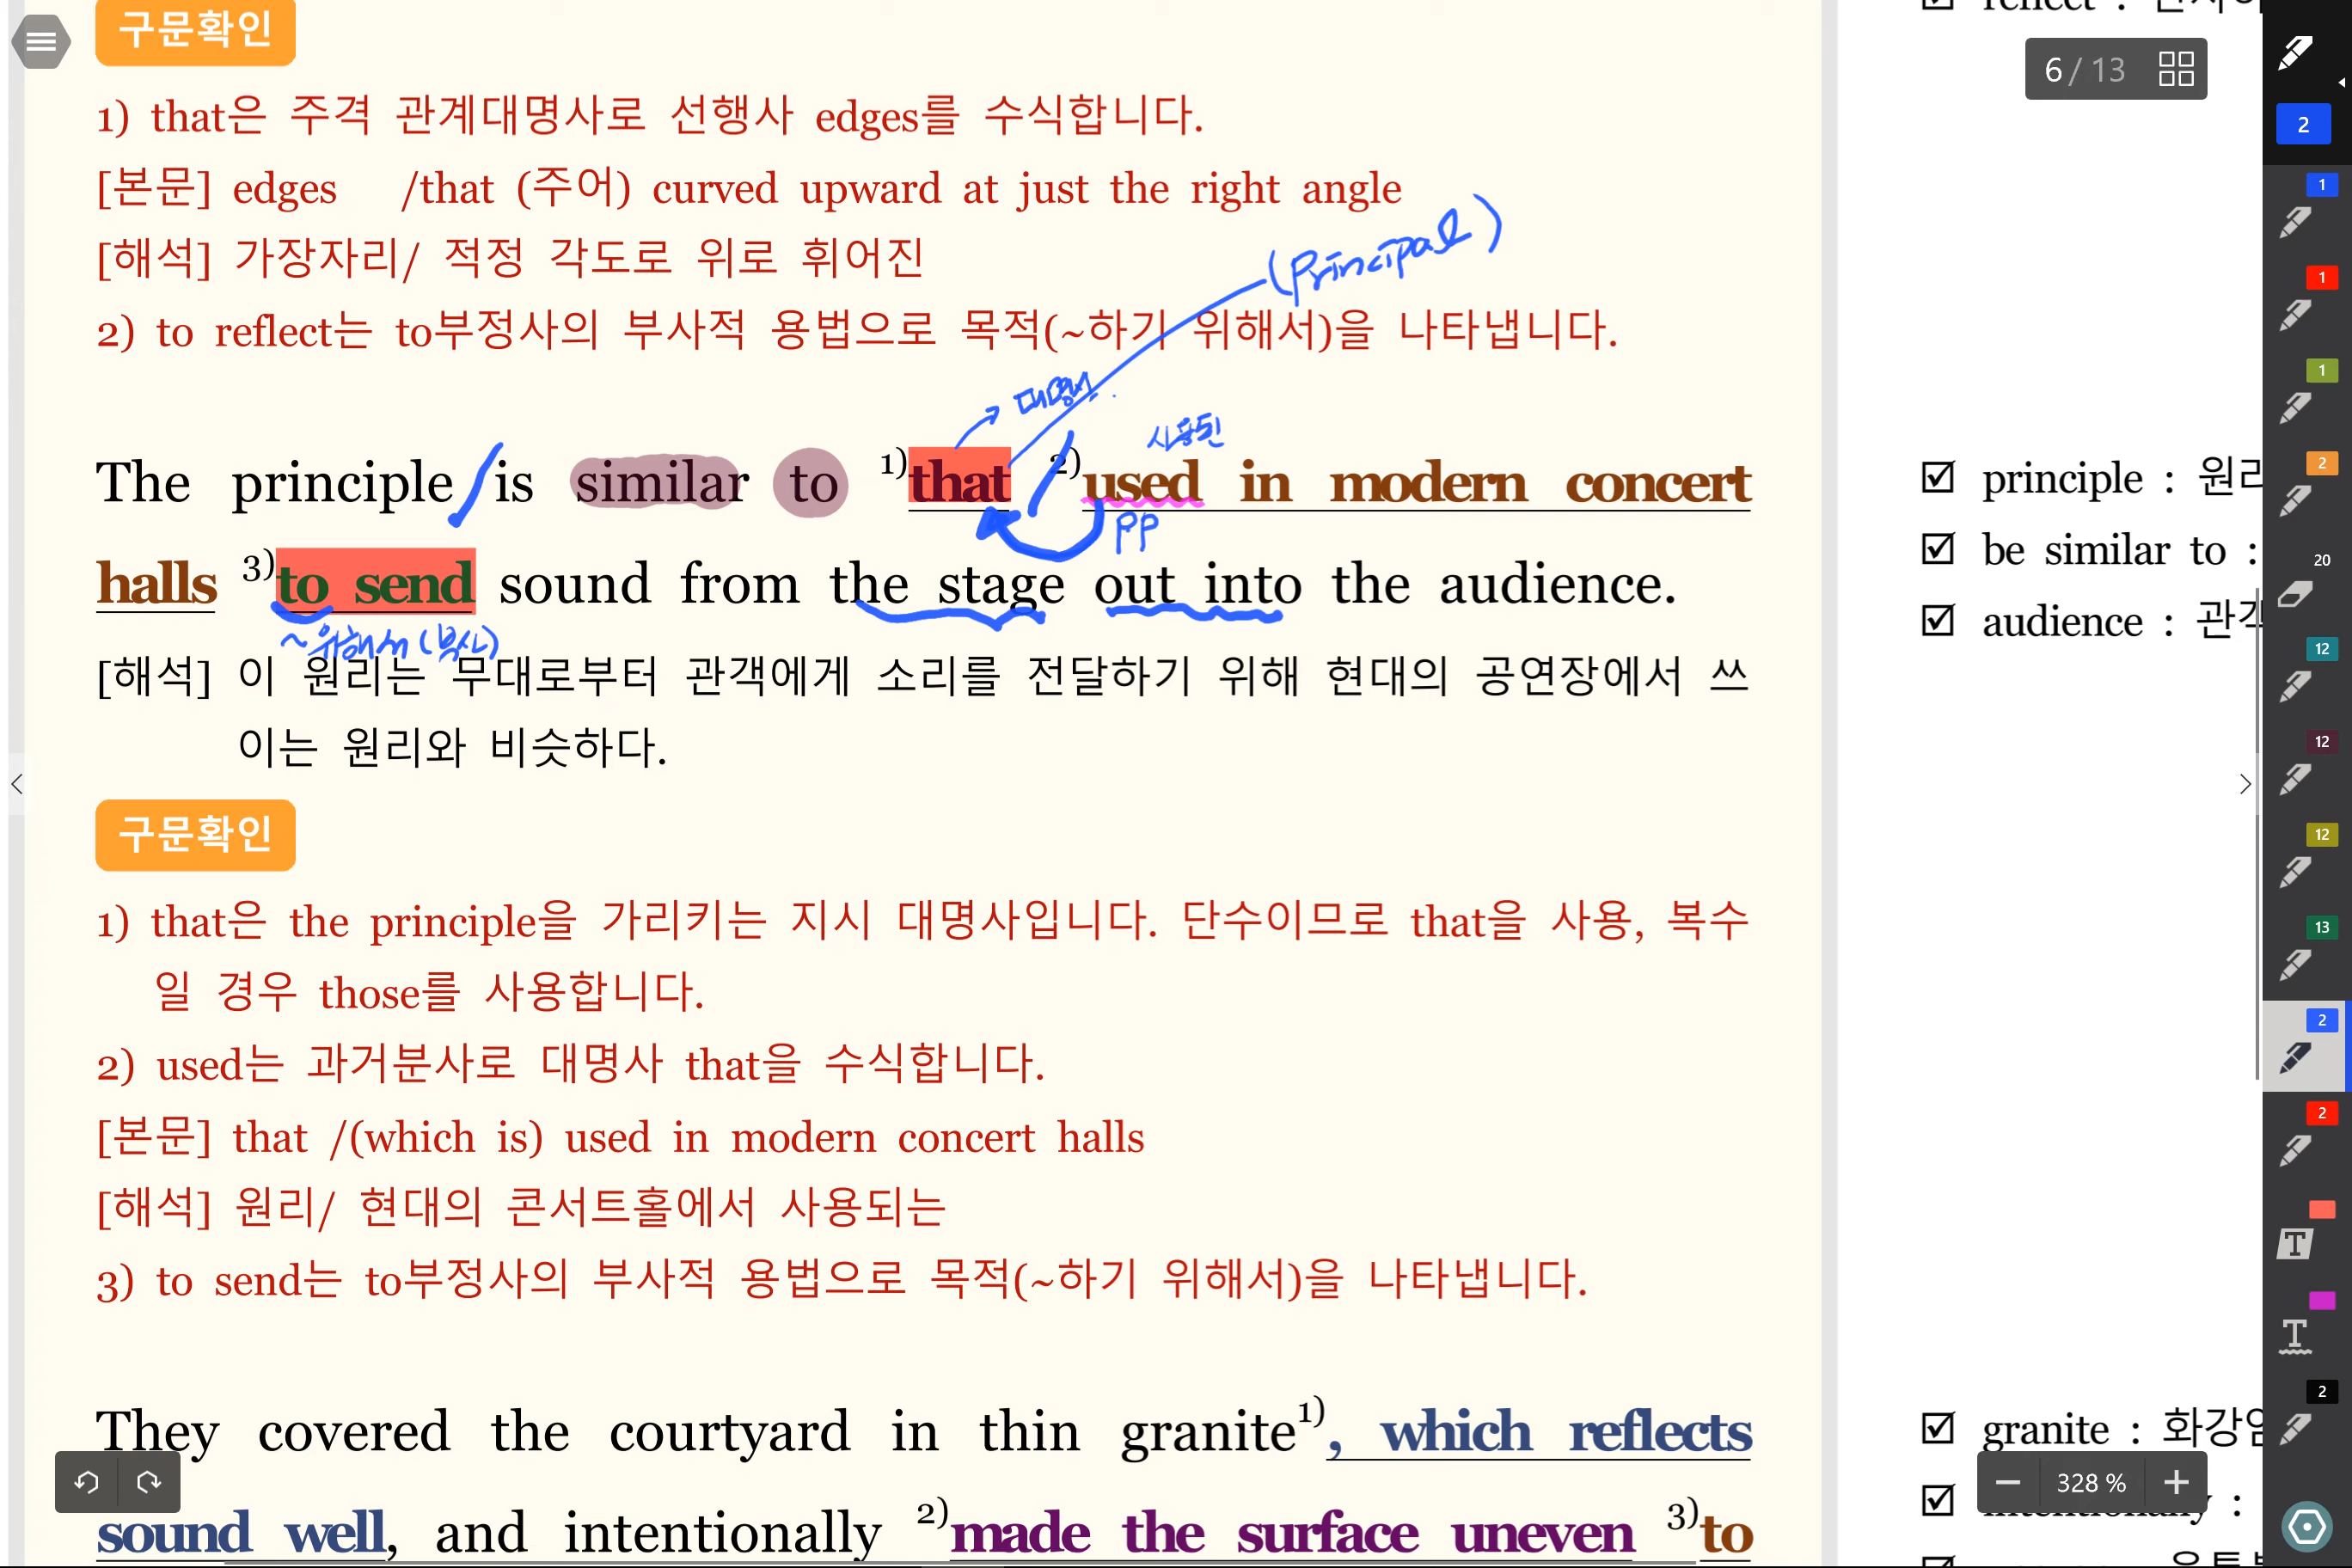 구문확인
1) that은 주격 관계대명사로 선행사 edges를 수식합니다.
[본문] edges /that (주어) curved upward at just the right angle
[해석] 가장자리/ 적정 각도로 위로 휘어진
(Principal)
2) to reflect는 to부정사의 부사적 용법으로 목적(~하기 위해서)을 나타냅니다.
대명사
사용된
The principle is similar to 1)that 2)used in modern concert
PP
halls 3)to send sound from the stage out into the audience.
~위해서 (부사)
[해석] 이 원리는 무대로부터 관객에게 소리를 전달하기 위해 현대의 공연장에서 쓰
이는 원리와 비슷하다.
구문확인
1) that은 the principle을 가리키는 지시 대명사입니다. 단수이므로 that을 사용, 복수
일 경우 those를 사용합니다.
2) used는 과거분사로 대명사 that을 수식합니다.
[본문] that /(which is) used in modern concert halls
[해석] 원리/ 현대의 콘서트홀에서 사용되는
3) to send는 to부정사의 부사적 용법으로 목적(~하기 위해서)을 나타냅니다.
They covered the courtyard in thin granite1), which reflects
sound well, and intentionally 2)made the surface uneven 3)to
reflect :
6 / 13
principle : 원리
be similar to :
audience : 관객
granite : 화강암
328 %
2
1
1
1
2
20
12
12
12
13
2
2
T
T
2